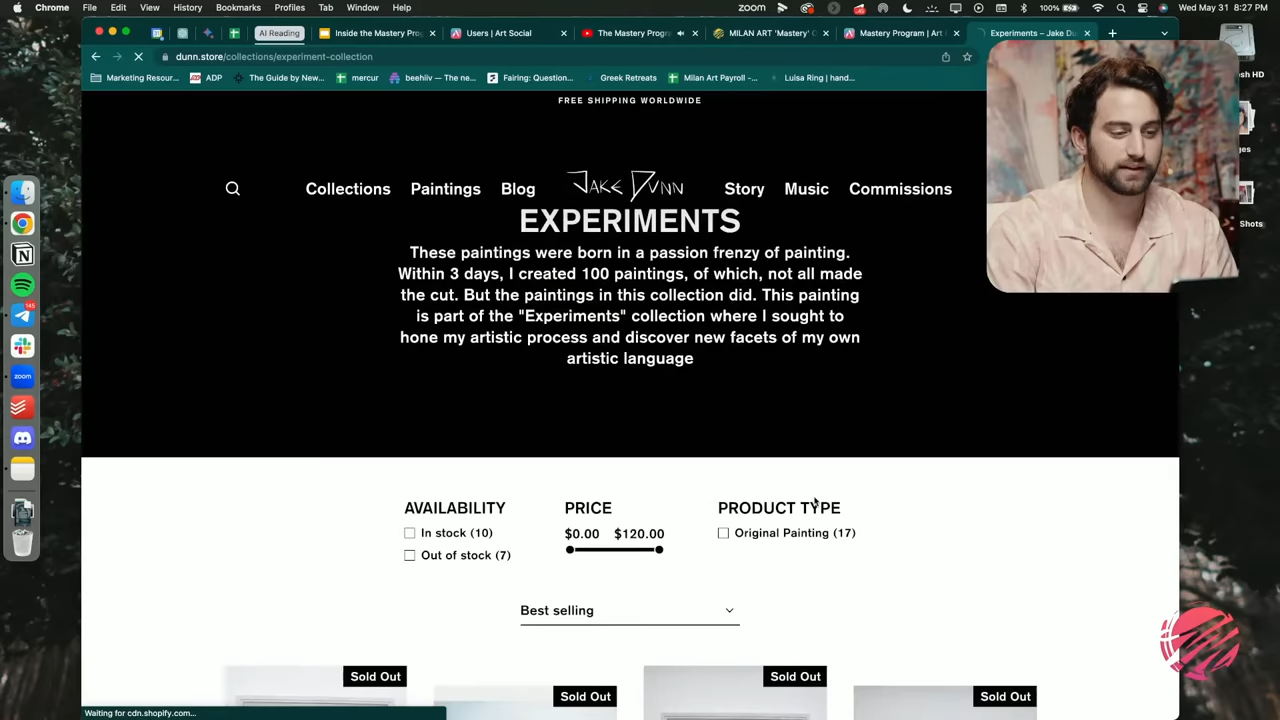 Chrome File Edit View History Bookmarks Profiles Tab Window Help
zoom 100% Wed May 31 8:27 PM
AI Reading Inside the Mastery Pro Users | Art Social The Mastery Progr MILAN ART 'Mastery' C Mastery Program | Art Experiments – Jake Du
dunn.store/collections/experiment-collection
Marketing Resour... ADP The Guide by New... mercur beehiiv — The ne... Fairing: Question... Greek Retreats Milan Art Payroll -... Luisa Ring | hand...
sh HD
ges
Shots
145
zoom
FREE SHIPPING WORLDWIDE
Collections Paintings Blog JAKE DUNN Story Music Commissions
EXPERIMENTS
These paintings were born in a passion frenzy of painting.
Within 3 days, I created 100 paintings, of which, not all made
the cut. But the paintings in this collection did. This painting
is part of the "Experiments" collection where I sought to
hone my artistic process and discover new facets of my own
artistic language
AVAILABILITY PRICE PRODUCT TYPE
In stock (10) $0.00 $120.00 Original Painting (17)
Out of stock (7)
Best selling
Sold Out Sold Out
Sold Out Sold Out
Waiting for cdn.shopify.com...